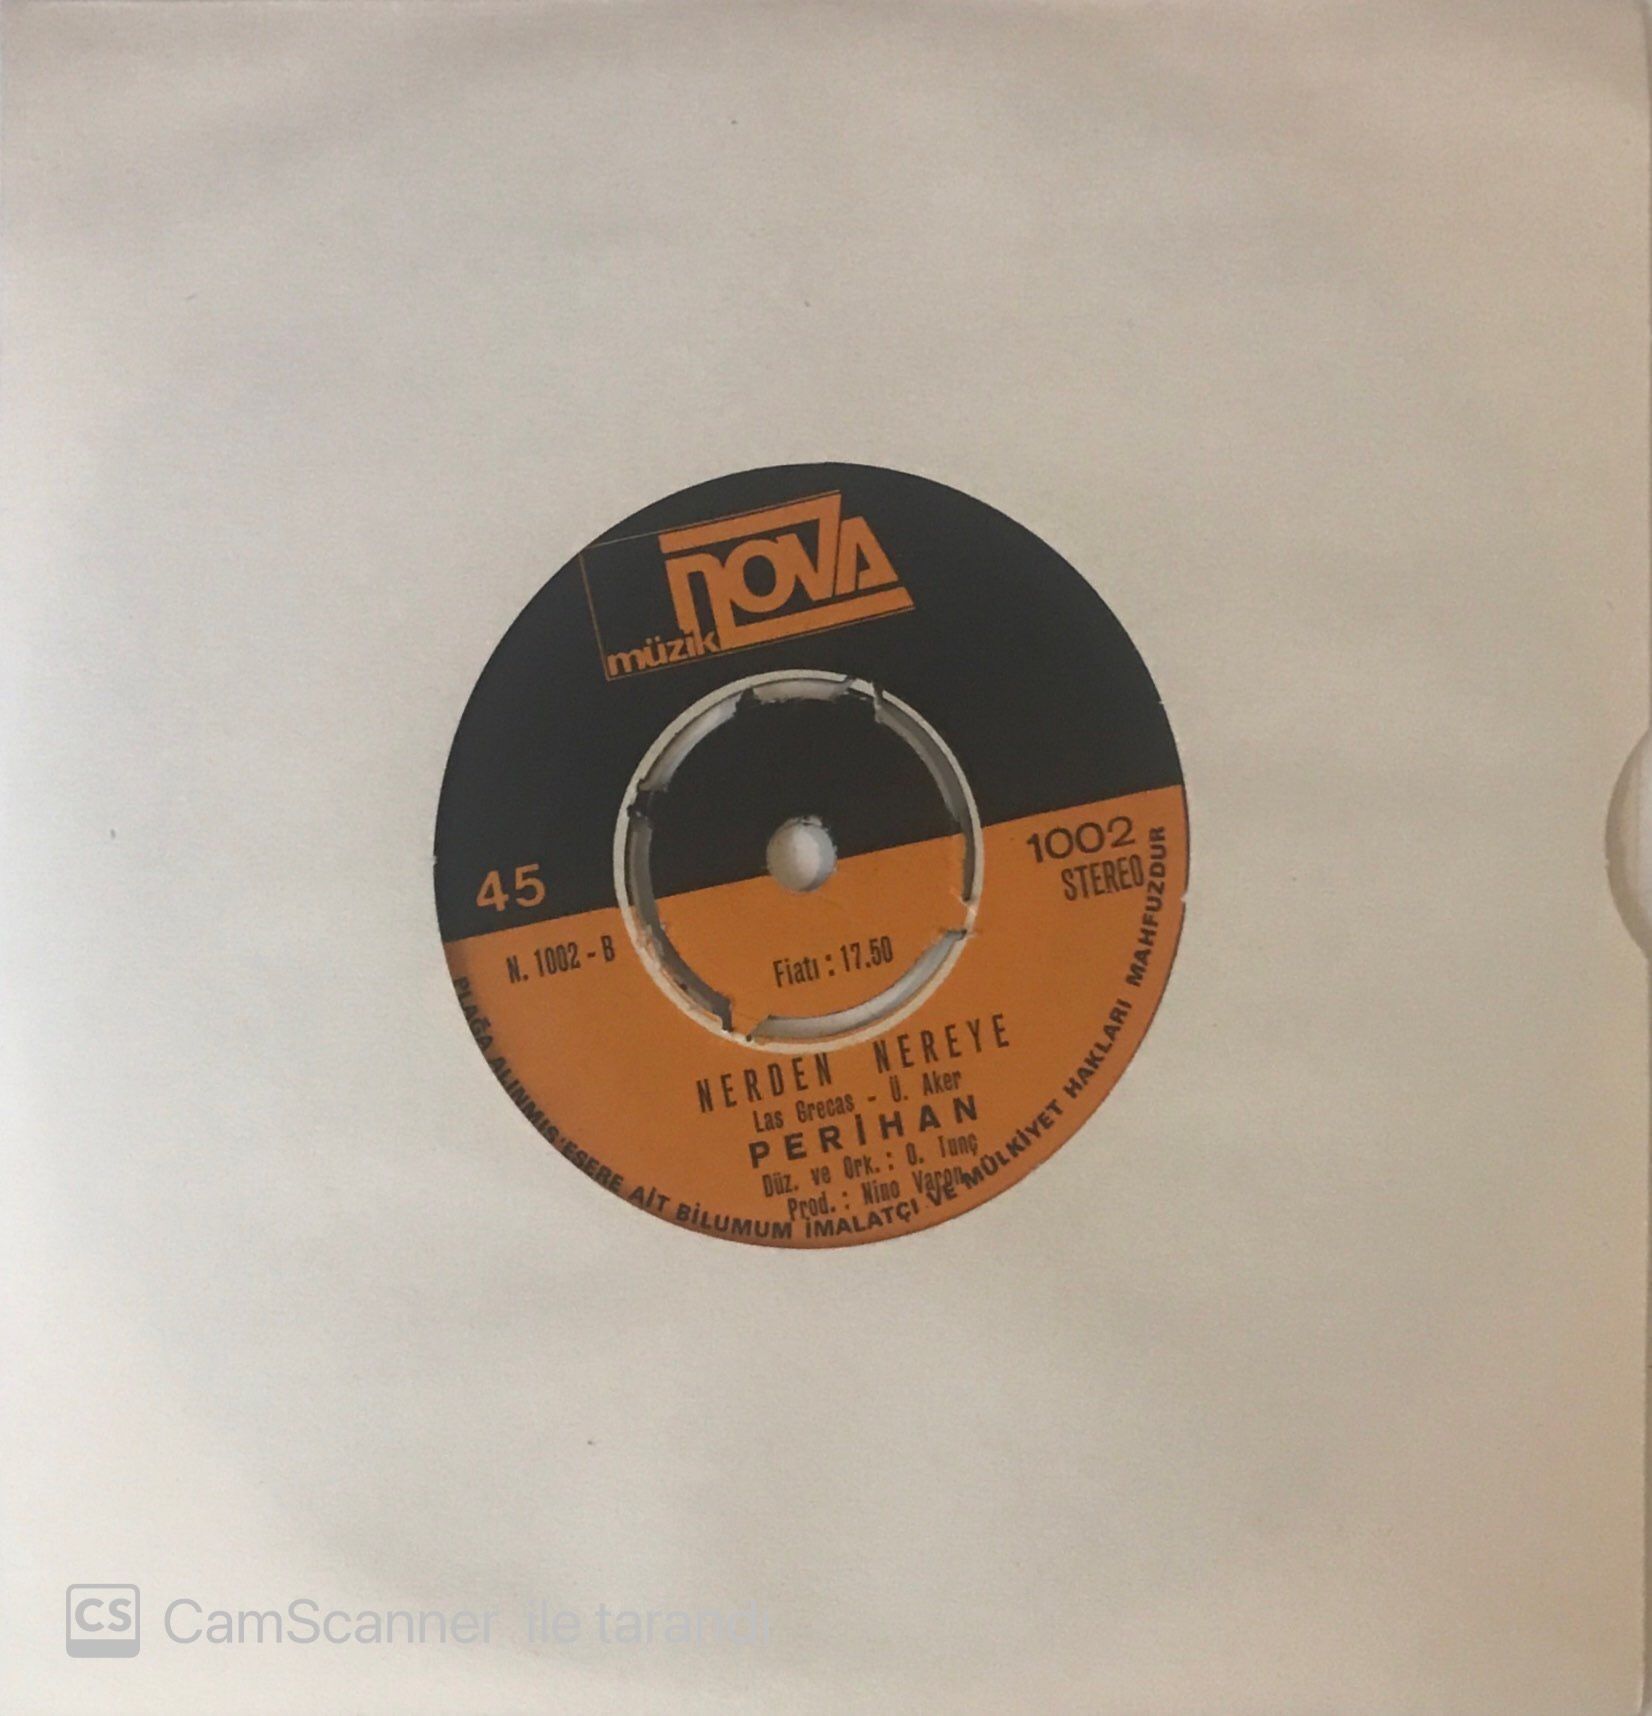 nova
müzik
45
1002
STEREO
N. 1002 - B
Fiatı : 17.50
NERDEN NEREYE
Las Grecas - Ü. Aker
PERİHAN
Düz. ve Ork.: O. Tunç
Prod.: Nino Varon
PLAĞA ALINMIŞ ESERE AİT BİLUMUM İMALATÇI VE MÜLKİYET HAKLARI MAHFUZDUR
CS CamScanner ile tarandı